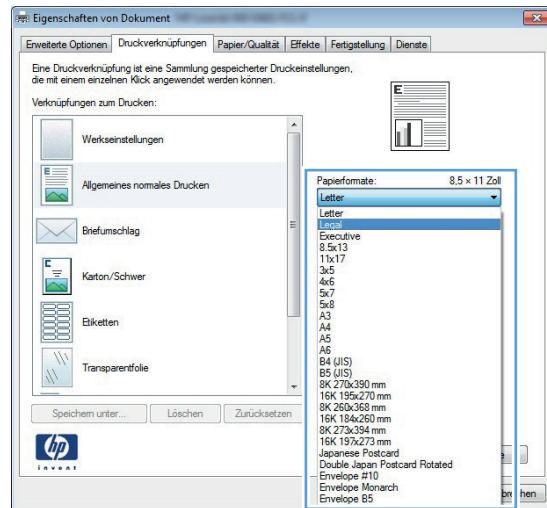 Eigenschaften von Dokument
Erweiterte Optionen Druckverknüpfungen Papier/Qualität Effekte Fertigstellung Dienste
Eine Druckverknüpfung ist eine Sammlung gespeicherter Druckeinstellungen,
die mit einem einzelnen Klick angewendet werden können.
Verknüpfungen zum Drucken:
Werkseinstellungen
Allgemeines normales Drucken
Briefumschlag
Karton/Schwer
Etiketten
Transparentfolie
Speichern unter... Löschen Zurücksetzen
hp
invent
E
E
C
Papierformate: 8,5 × 11 Zoll
Letter
Letter
Legal
Executive
8.5x13
11x17
3x5
4x6
5x7
5x8
A3
A4
A5
A6
B4 (JIS)
B5 (JIS)
8K 270x390 mm
16K 195x270 mm
8K 260x368 mm
16K 184x260 mm
8K 273x394 mm
16K 197x273 mm
Japanese Postcard
Double Japan Postcard Rotated
Envelope #10
Envelope Monarch
Envelope B5